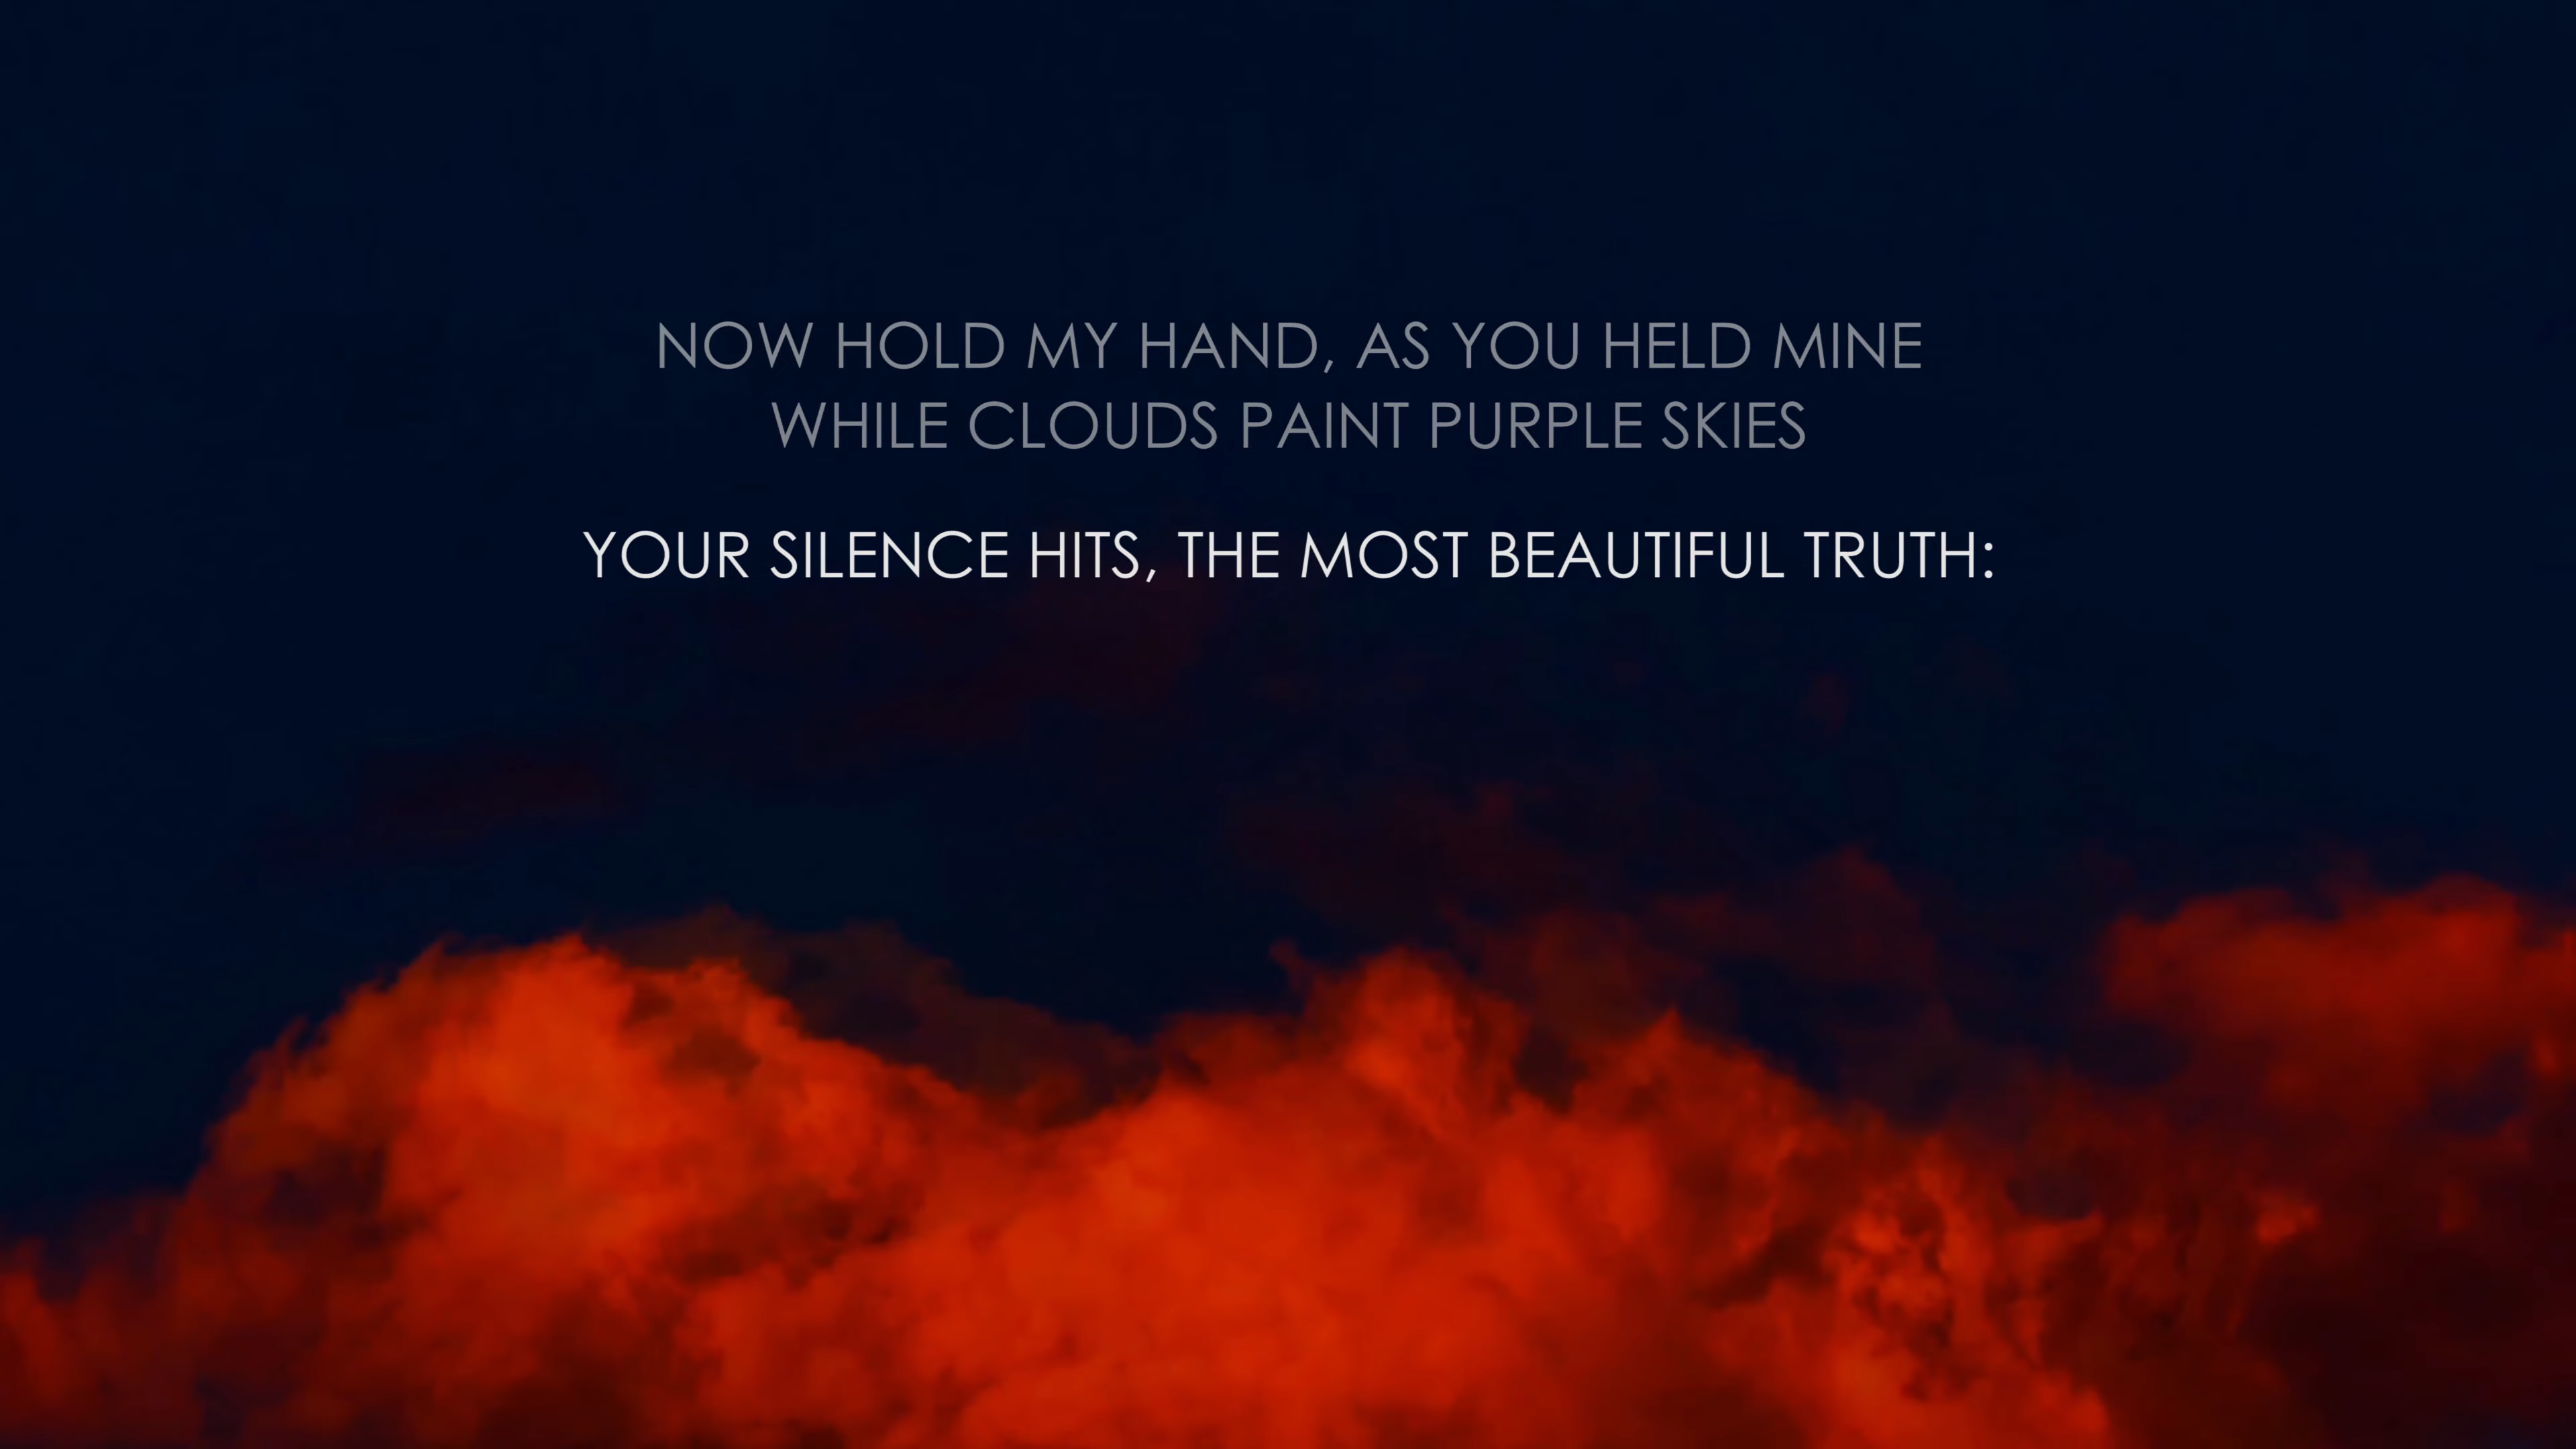 NOW HOLD MY HAND, AS YOU HELD MINE
WHILE CLOUDS PAINT PURPLE SKIES
YOUR SILENCE HITS, THE MOST BEAUTIFUL TRUTH: